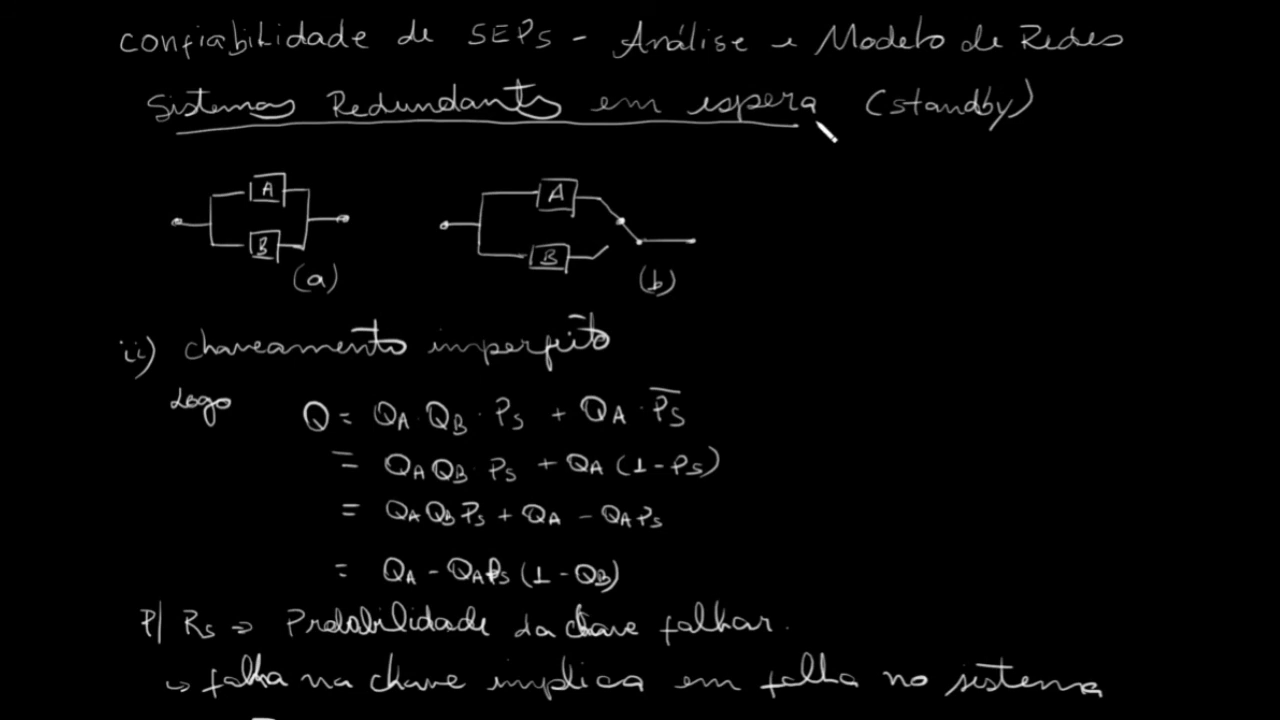 confiabilidade de SEPs - Análise e Modelo de Redes
Sistemas Redundants em espera (standby)
A
B
(a)
A
B
(b)
ii) chaveamento imperfeito
Logo Q = QA · QB · PS + QA · P̅S
= QA QB · PS + QA (1 - PS)
= QA QB PS + QA - QA PS
= QA - QA PS (1 - QB)
P/ RS => Probabilidade da chave falhar.
↳ falha na chave implica em falha no sistema